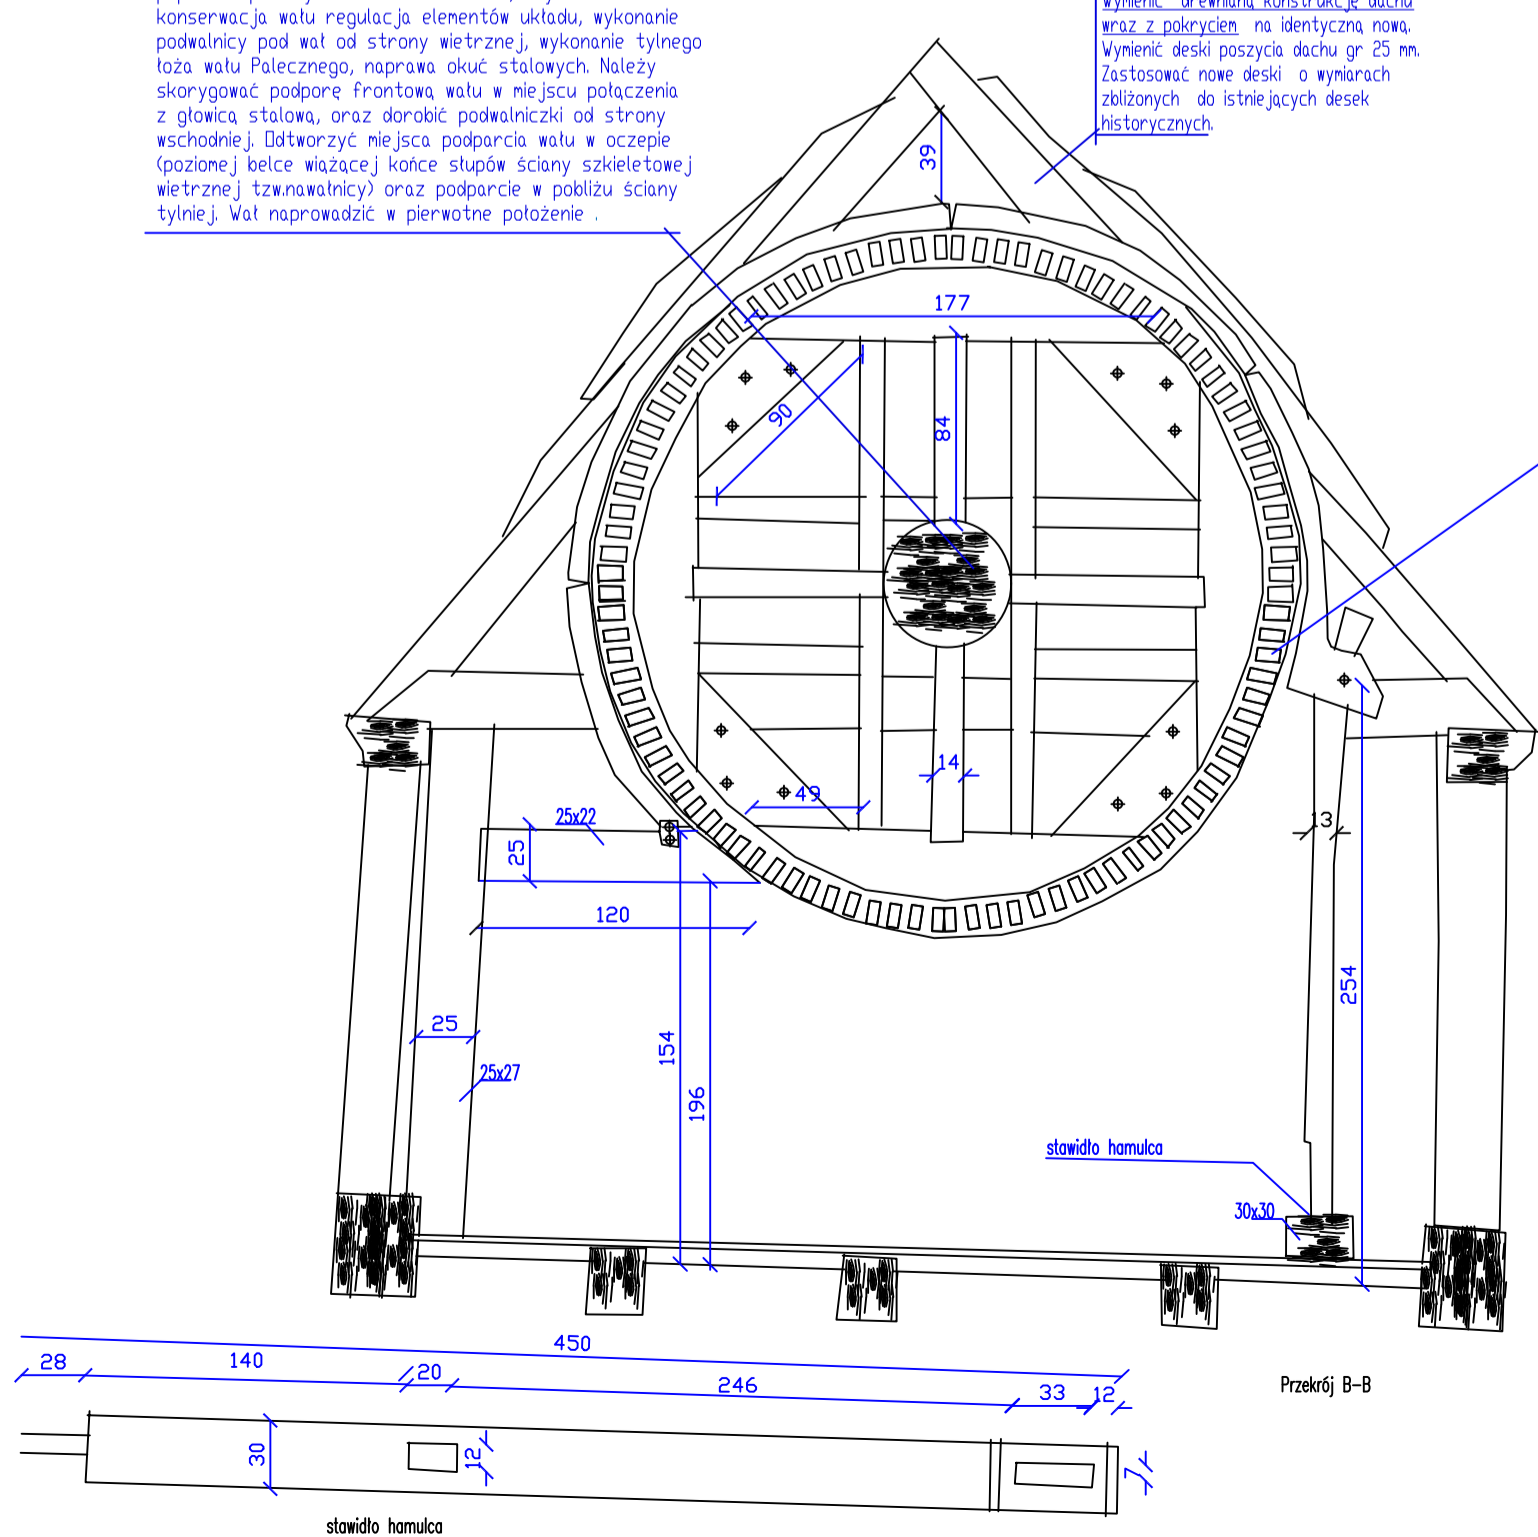 konserwacja wału regulacja elementów układu, wykonanie
podwalnicy pod wał od strony wietrznej, wykonanie tylnego
łoża wału Palecznego, naprawa okuć stalowych. Należy
skorygować podporę frontową wału w miejscu połączenia
z głowicą stalową, oraz dorobić podwalniczki od strony
wschodniej. Odtworzyć miejsca podparcia wału w oczepie
(poziomej belce wiążącej końce słupów ściany szkieletowej
wietrznej tzw.nawałnicy) oraz podparcie w pobliżu ściany
tylniej. Wał naprowadzić w pierwotne położenie .
wymienić drewnianą konstrukcję dachu
wraz z pokryciem na identyczną nową.
Wymienić deski poszycia dachu gr 25 mm.
Zastosować nowe deski o wymiarach
zbliżonych do istniejących desek
historycznych.
39
177
90
84
14
49
25x22
25
120
13
254
25
154
25x27
196
stawidło hamulca
30x30
450
28
140
20
246
33
12
Przekrój B-B
30
12
7
stawidło hamulca